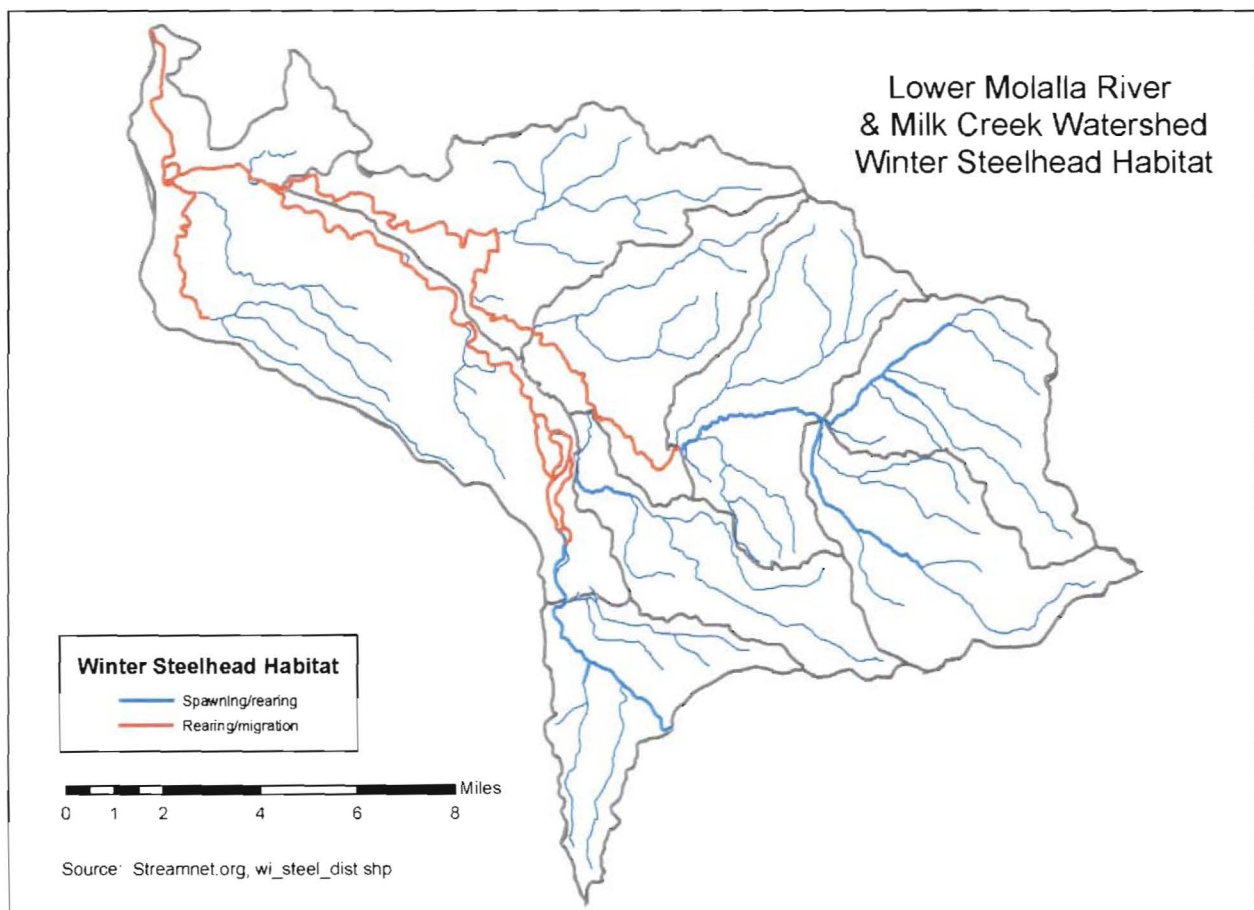 Lower Molalla River
& Milk Creek Watershed
Winter Steelhead Habitat
Winter Steelhead Habitat
Spawning/rearing
Rearing/migration
Miles
0 1 2 4 6 8
Source: Streamnet.org, wi_steel_dist shp